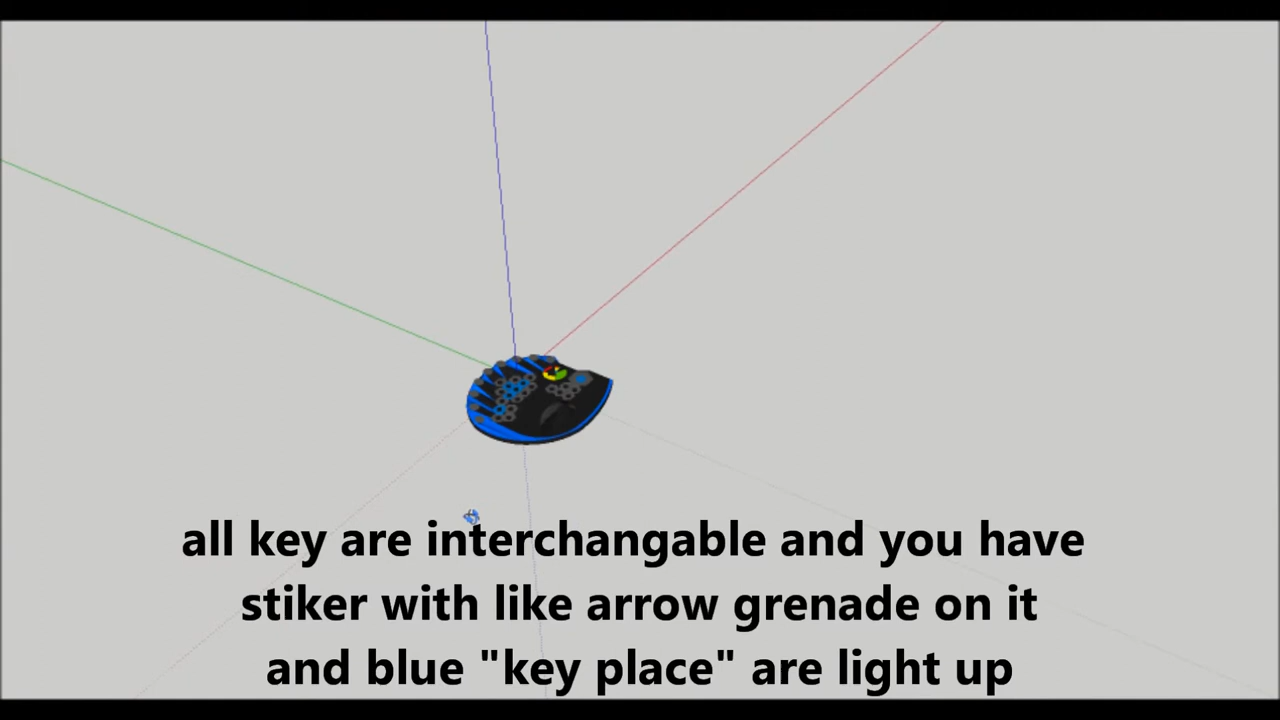 all key are interchangable and you have
stiker with like arrow grenade on it
and blue "key place" are light up